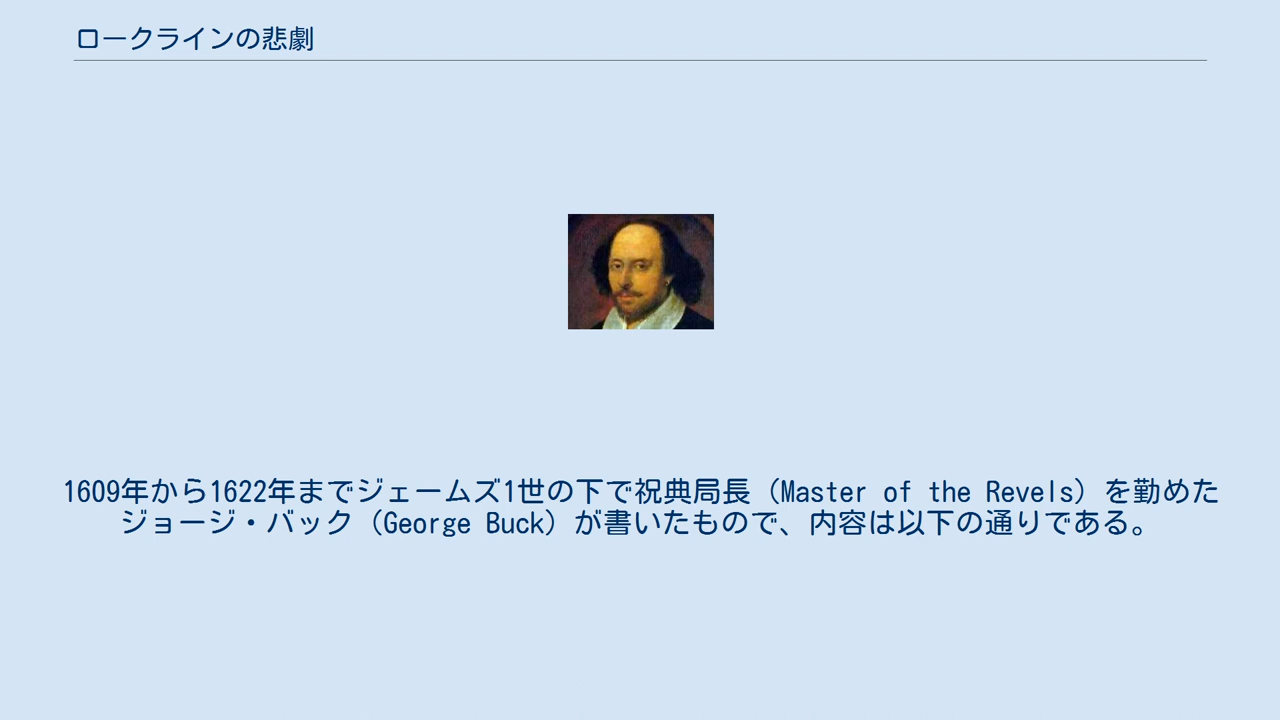 ロークラインの悲劇
1609年から1622年までジェームズ1世の下で祝典局長（Master of the Revels）を勤めた
ジョージ・バック（George Buck）が書いたもので、内容は以下の通りである。